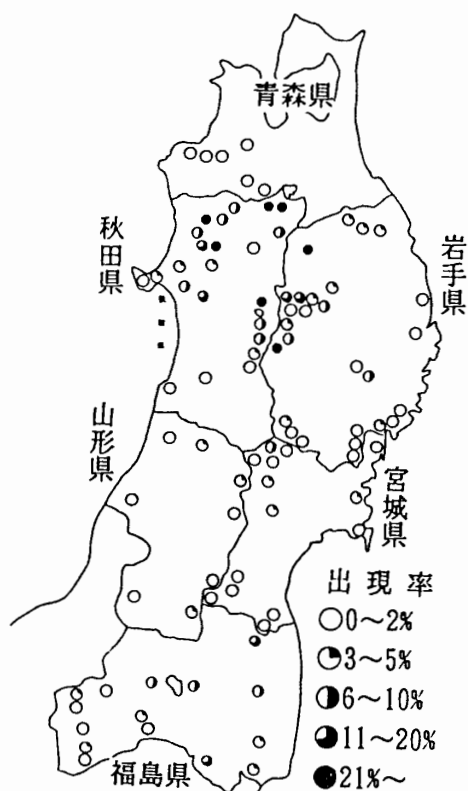 青森県
秋田県
岩手県
山形県
宮城県
出現率
○0～2%
◔3～5%
◑6～10%
◕11～20%
●21%～
福島県